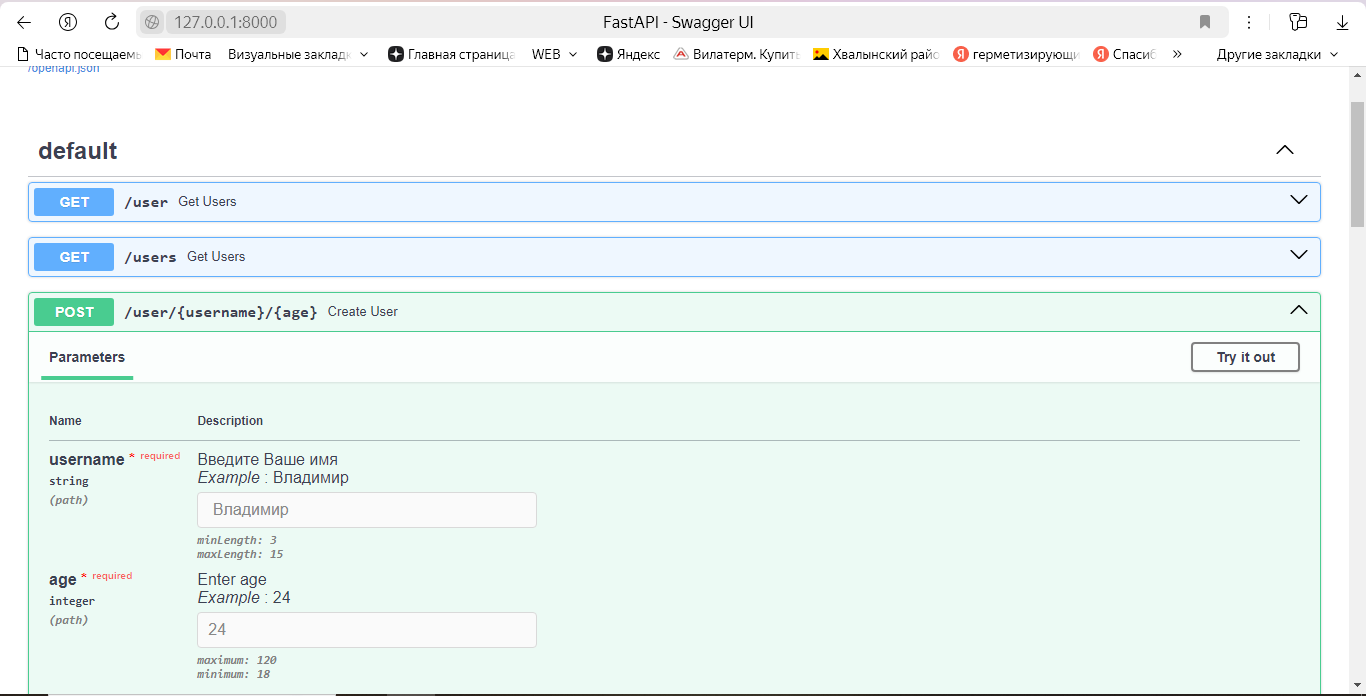 127.0.0.1:8000 FastAPI - Swagger UI
Часто посещаем Почта Визуальные заклад Главная страница WEB Яндекс Вилатерм. Купить Хвалынский райо герметизирующи Спасиб » Другие закладки
/openapi.json
default
GET /user Get Users
GET /users Get Users
POST /user/{username}/{age} Create User
Parameters Try it out
Name Description
username * required Введите Ваше имя
string Example : Владимир
(path) Владимир
minLength: 3
maxLength: 15
age * required Enter age
integer Example : 24
(path) 24
maximum: 120
minimum: 18